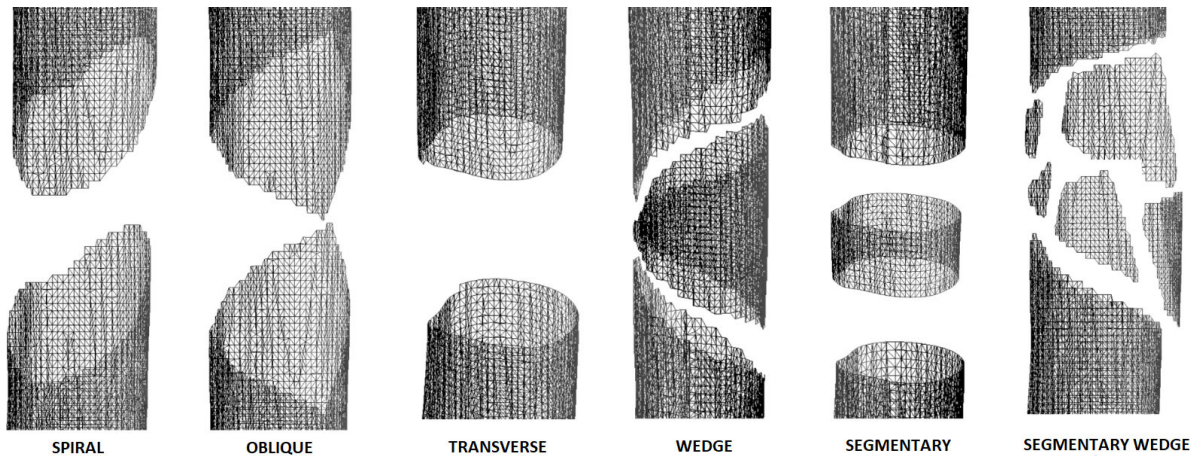 SPIRAL
OBLIQUE
TRANSVERSE
WEDGE
SEGMENTARY
SEGMENTARY WEDGE